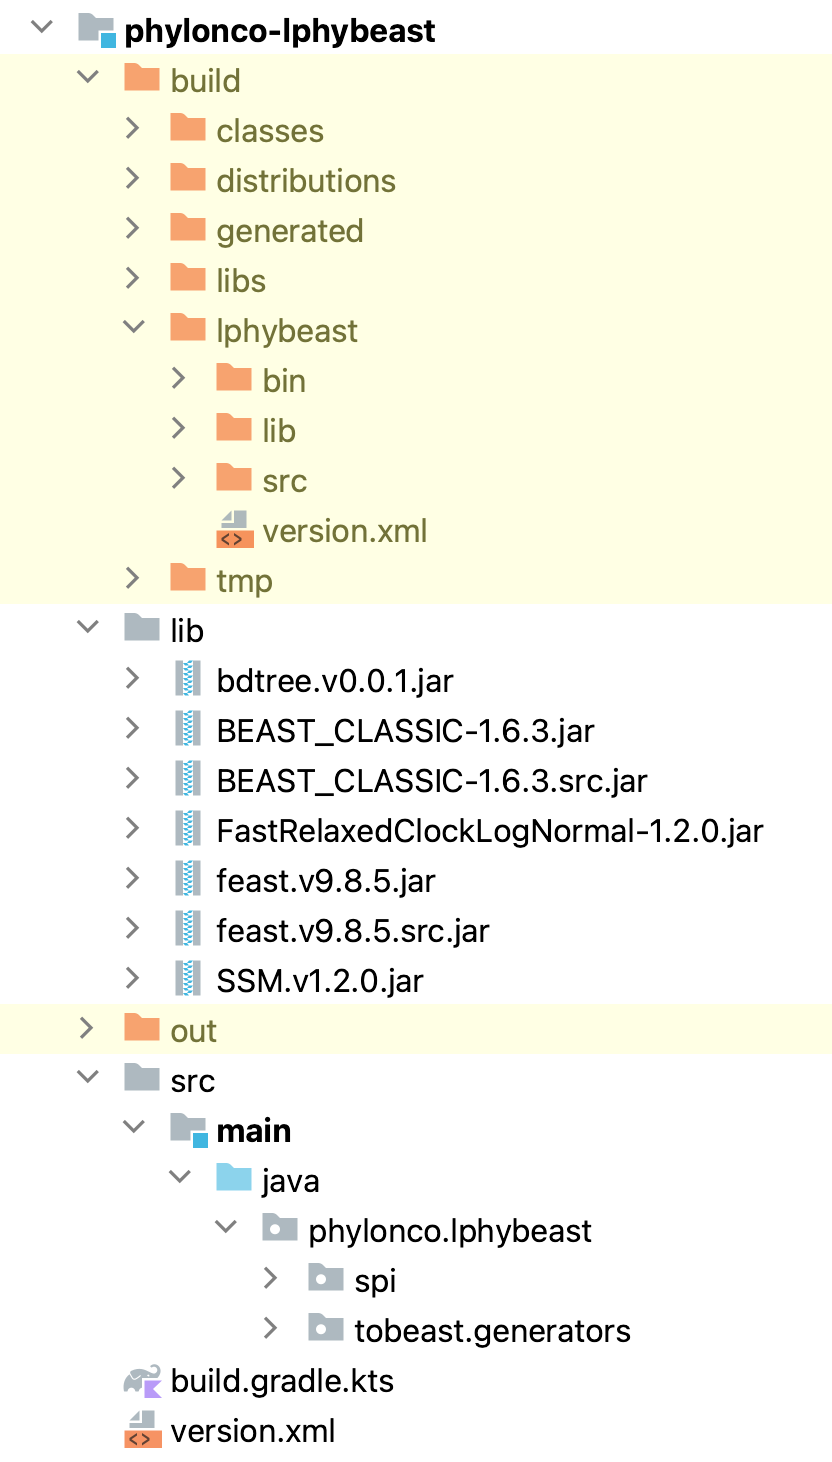 phylonco-lphybeast
build
classes
distributions
generated
libs
lphybeast
bin
lib
src
version.xml
tmp
lib
bdtree.v0.0.1.jar
BEAST_CLASSIC-1.6.3.jar
BEAST_CLASSIC-1.6.3.src.jar
FastRelaxedClockLogNormal-1.2.0.jar
feast.v9.8.5.jar
feast.v9.8.5.src.jar
SSM.v1.2.0.jar
out
src
main
java
phylonco.lphybeast
spi
tobeast.generators
build.gradle.kts
version.xml